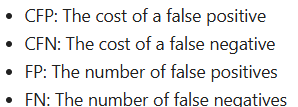 • CFP: The cost of a false positive
• CFN: The cost of a false negative
• FP: The number of false positives
• FN: The number of false negatives